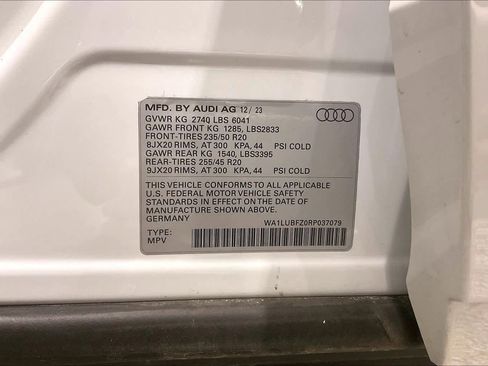 MFD. BY AUDI AG 12/23
GVWR KG 2740 LBS 6041
GAWR FRONT KG 1285, LBS2833
FRONT-TIRES 235/50 R20
8JX20 RIMS, AT 300 KPA, 44 PSI COLD
GAWR REAR KG 1540, LBS3395
REAR-TIRES 255/45 R20
9JX20 RIMS, AT 300 KPA, 44 PSI COLD
THIS VEHICLE CONFORMS TO ALL APPLICABLE
U.S. FEDERAL MOTOR VEHICLE SAFETY
STANDARDS IN EFFECT ON THE DATE OF
MANUFACTURE SHOWN ABOVE.
GERMANY
WA1LUBFZ0RP037079
TYPE:
MPV